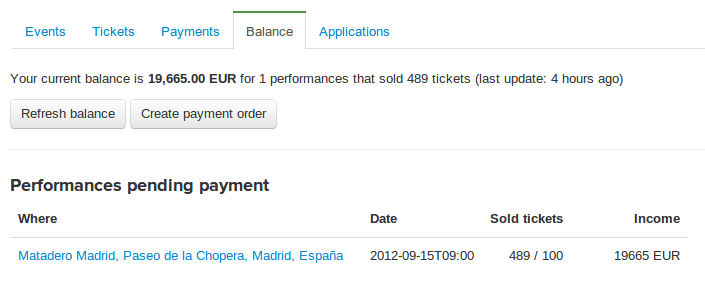 Events Tickets Payments Balance Applications
Your current balance is 19,665.00 EUR for 1 performances that sold 489 tickets (last update: 4 hours ago)
Refresh balance Create payment order
Performances pending payment
Where Date Sold tickets Income
Matadero Madrid, Paseo de la Chopera, Madrid, España 2012-09-15T09:00 489 / 100 19665 EUR